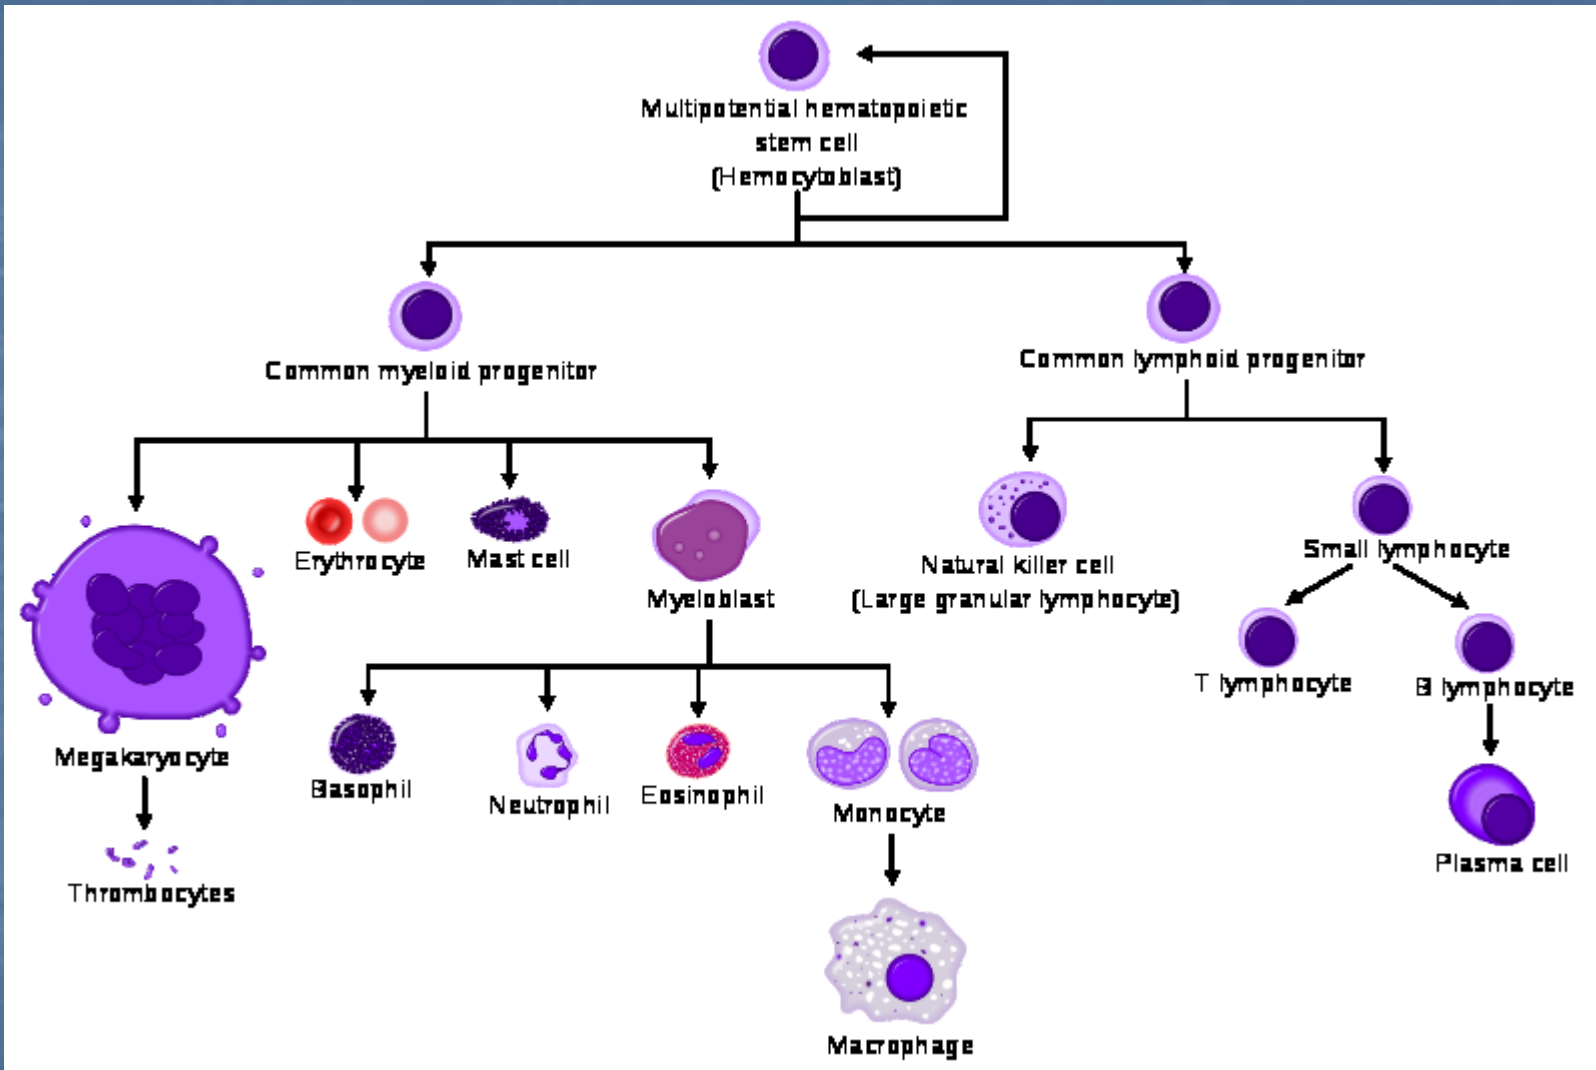 Multipotential hematopoietic
stem cell
(Hemocytoblast)
Common myeloid progenitor
Common lymphoid progenitor
Erythrocyte
Mast cell
Myeloblast
Natural killer cell
(Large granular lymphocyte)
Small lymphocyte
T lymphocyte
B lymphocyte
Megakaryocyte
Basophil
Neutrophil
Eosinophil
Monocyte
Plasma cell
Thrombocytes
Macrophage